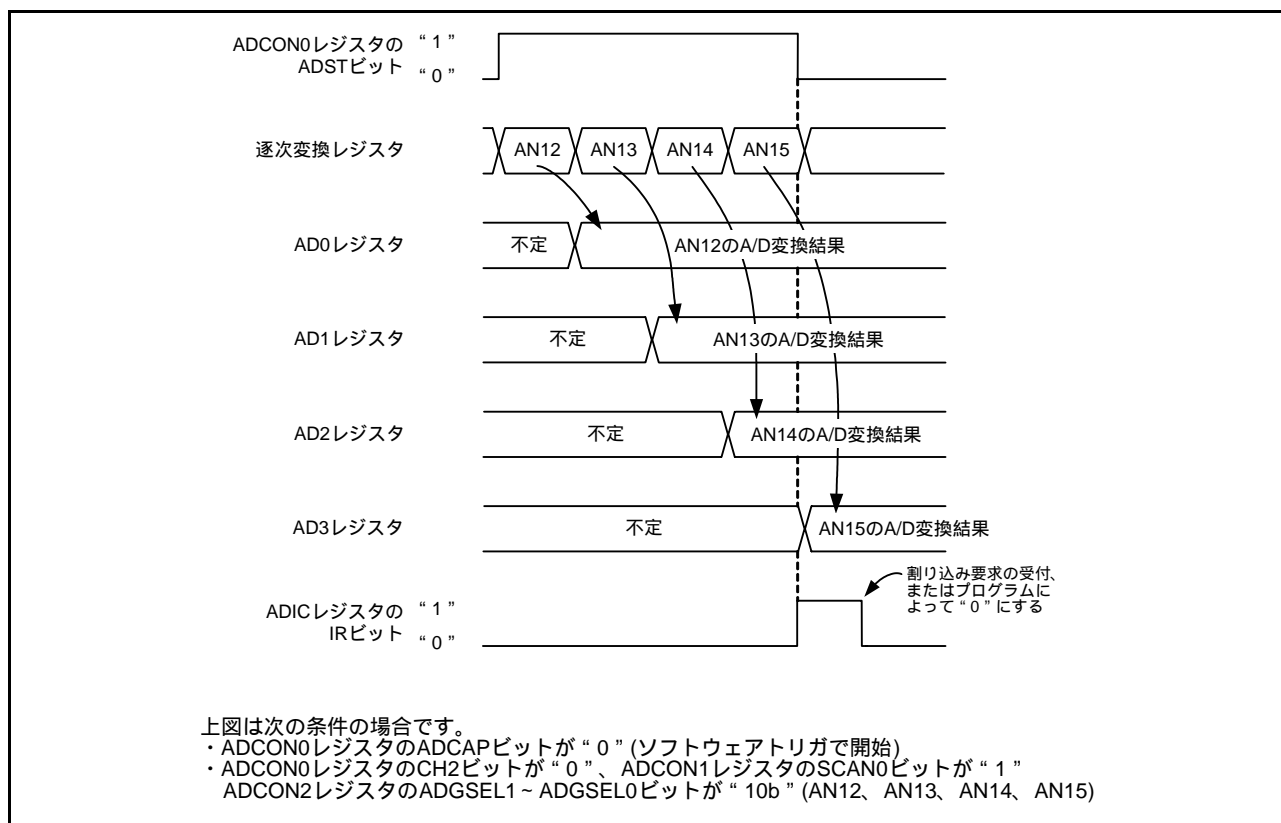 ADCON0レジスタの “ 1 ”
ADSTビット “ 0 ”
逐次変換レジスタ AN12 AN13 AN14 AN15
AD0レジスタ 不定 AN12のA/D変換結果
AD1レジスタ 不定 AN13のA/D変換結果
AD2レジスタ 不定 AN14のA/D変換結果
AD3レジスタ 不定 AN15のA/D変換結果
割り込み要求の受付、
またはプログラムに
よって “ 0 ” にする
ADICレジスタの “ 1 ”
IRビット “ 0 ”
上図は次の条件の場合です。
・ADCON0レジスタのADCAPビットが “ 0 ” (ソフトウェアトリガで開始)
・ADCON0レジスタのCH2ビットが “ 0 ” 、ADCON1レジスタのSCAN0ビットが “ 1 ”
ADCON2レジスタのADGSEL1 ~ ADGSEL0ビットが “ 10b ” (AN12、AN13、AN14、AN15)